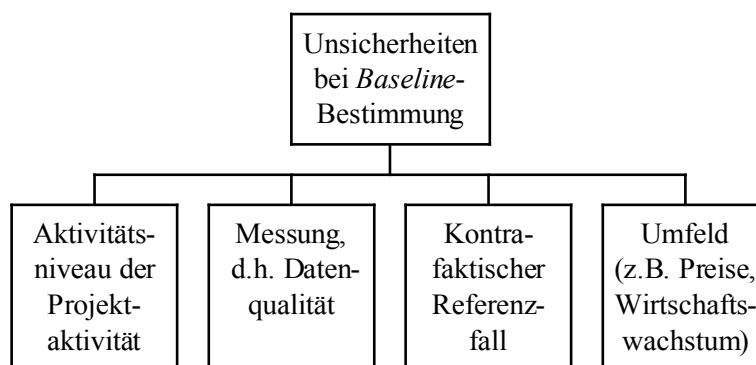 Unsicherheiten
bei Baseline-
Bestimmung
Aktivitäts-
niveau der
Projekt-
aktivität
Messung,
d.h. Daten-
qualität
Kontra-
faktischer
Referenz-
fall
Umfeld
(z.B. Preise,
Wirtschafts-
wachstum)